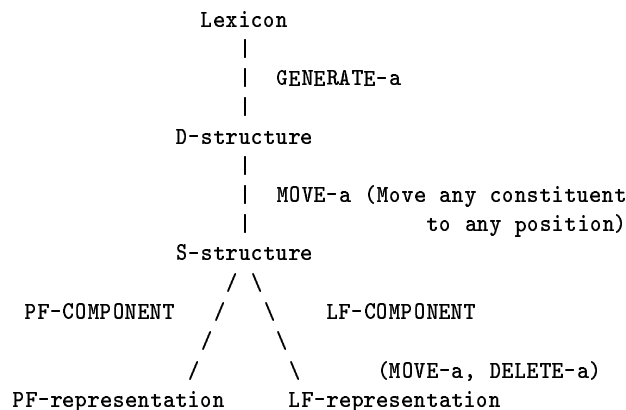 Lexicon
GENERATE-a
D-structure
MOVE-a (Move any constituent
to any position)
S-structure
PF-COMPONENT LF-COMPONENT
(MOVE-a, DELETE-a)
PF-representation LF-representation